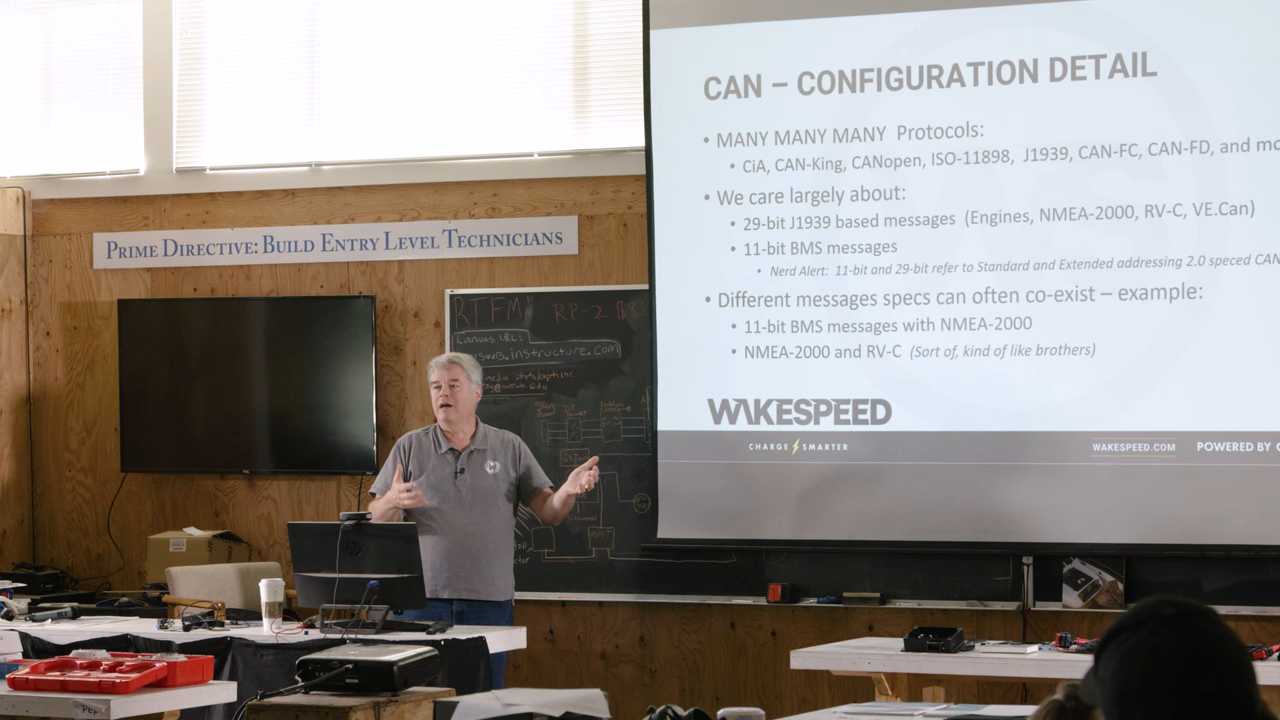 CAN – CONFIGURATION DETAIL
• MANY MANY MANY Protocols:
• CiA, CAN-King, CANopen, ISO-11898, J1939, CAN-FC, CAN-FD, and mo
• We care largely about:
• 29-bit J1939 based messages (Engines, NMEA-2000, RV-C, VE.Can)
• 11-bit BMS messages
• Nerd Alert: 11-bit and 29-bit refer to Standard and Extended addressing 2.0 speced CAN
• Different messages specs can often co-exist – example:
• 11-bit BMS messages with NMEA-2000
• NMEA-2000 and RV-C (Sort of, kind of like brothers)
WAKESPEED
CHARGE SMARTER
WAKESPEED.COM
POWERED BY
PRIME DIRECTIVE: BUILD ENTRY LEVEL TECHNICIANS
RTFM RP-2
Canvas URL:
nswb.instructure.com
MPPT
hp